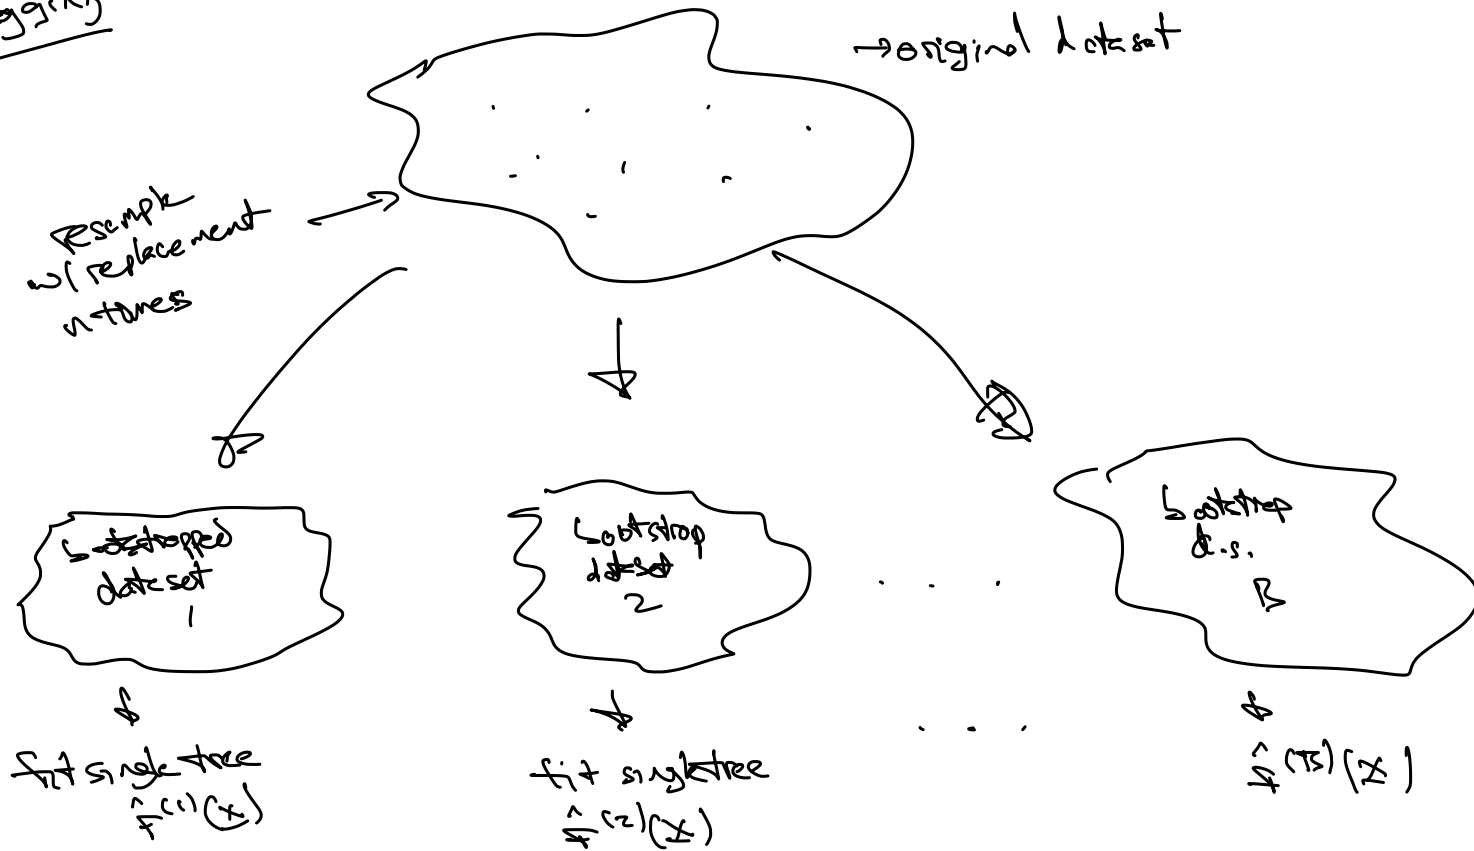 gging
→ original dataset
resample
w/ replacement
n times
bootstrapped
dataset
1
bootstrap
dataset
2
. . .
bootstrap
d.s.
B
fit single tree
f̂⁽¹⁾(x)
fit single tree
f̂⁽²⁾(x)
. . .
f̂⁽ᴮ⁾(x)